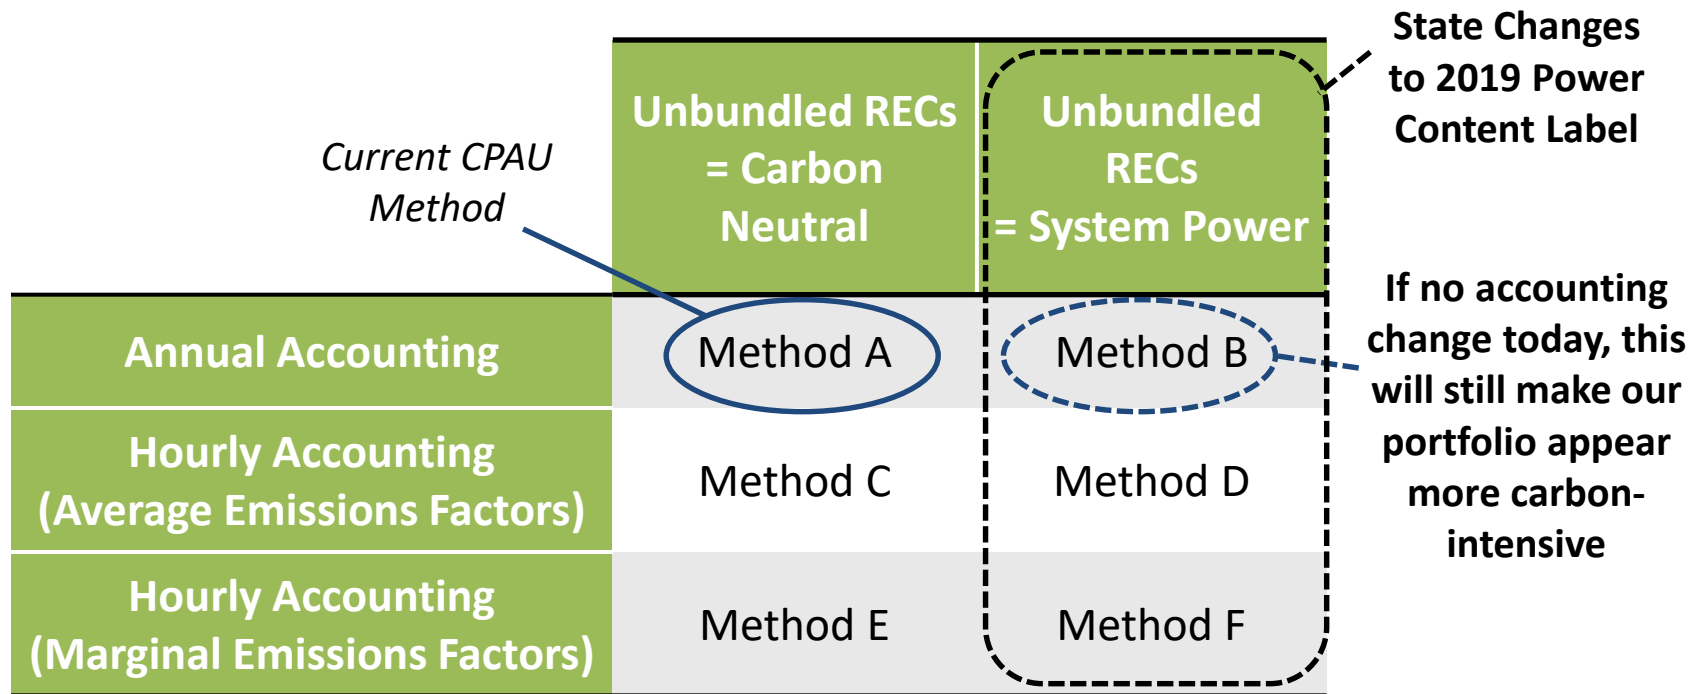 State Changes
to 2019 Power
Content Label
Unbundled RECs
= Carbon
Neutral
Unbundled
RECs
= System Power
Current CPAU
Method
If no accounting
change today, this
will still make our
portfolio appear
more carbon-
intensive
Annual Accounting
Method A
Method B
Hourly Accounting
(Average Emissions Factors)
Method C
Method D
Hourly Accounting
(Marginal Emissions Factors)
Method E
Method F